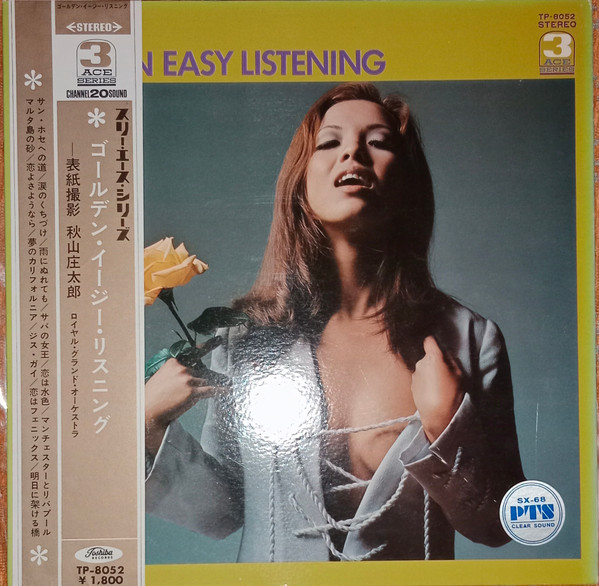 ゴールデン・イージー・リスニング
STEREO
3
ACE
SERIES
CHANNEL20SOUND
スリー・エース・シリーズ
*ゴールデン・イージー・リスニング
—表紙撮影 秋山庄太郎
ロイヤル・グランド・オーケストラ
*
サン・ホセへの道/涙のくちづけ/雨にぬれても/サバの女王/恋は水色/マンチェスターとリバプール
マルタ島の砂/恋よさようなら/夢のカリフォルニア/ジス・ガイ/恋はフェニックス/明日に架ける橋
*
Toshiba
RECORDS
TP-8052
¥1,800
N EASY LISTENING
TP-8052
STEREO
3
ACE
SERIES
SX-68
DTS
CLEAR SOUND